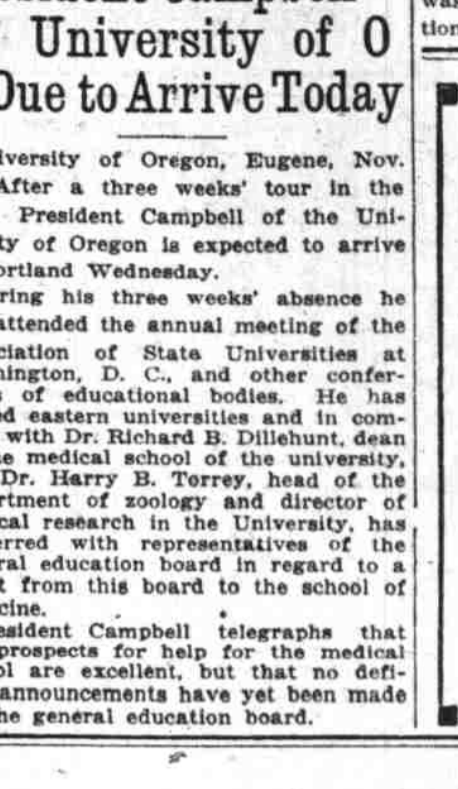 University of O
Due to Arrive Today
iversity of Oregon, Eugene, Nov.
After a three weeks' tour in the
President Campbell of the Uni-
ty of Oregon is expected to arrive
ortland Wednesday.
ring his three weeks' absence he
attended the annual meeting of the
ciation of State Universities at
hington, D. C., and other confer-
s of educational bodies. He has
ed eastern universities and in com-
with Dr. Richard B. Dillehunt, dean
e medical school of the university,
Dr. Harry B. Torrey, head of the
rtment of zoology and director of
cal research in the University, has
erred with representatives of the
ral education board in regard to a
t from this board to the school of
cine.
esident Campbell telegraphs that
prospects for help for the medical
ol are excellent, but that no defi-
announcements have yet been made
he general education board.
was
tion